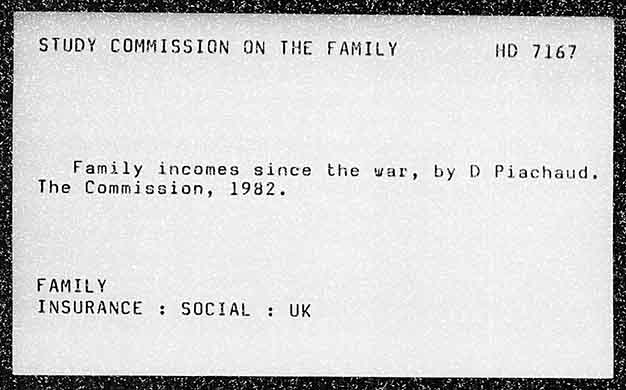 STUDY COMMISSION ON THE FAMILY HD 7167
Family incomes since the war, by D Piachaud.
The Commission, 1982.
FAMILY
INSURANCE : SOCIAL : UK